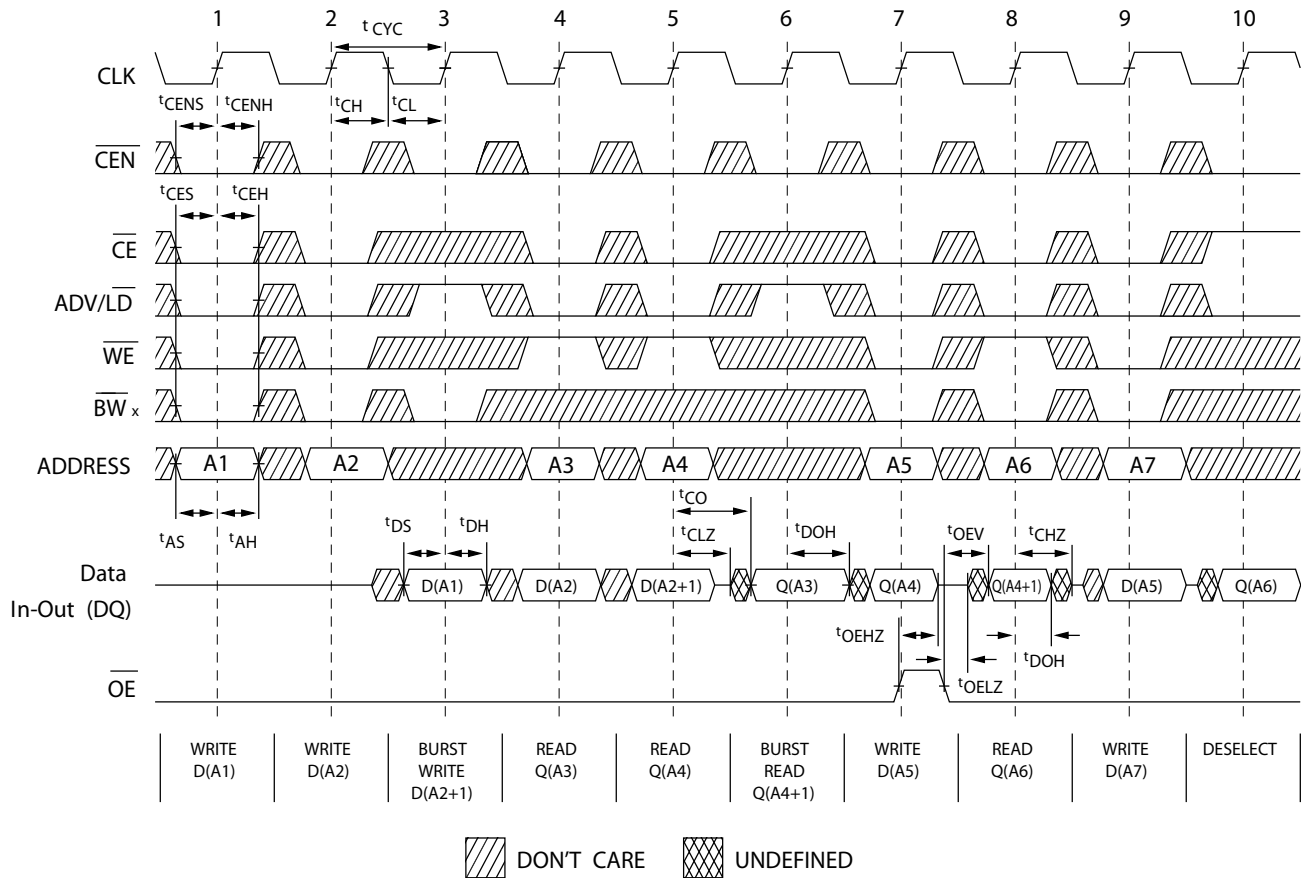 1 2 3 4 5 6 7 8 9 10
t CYC
CLK
tCENS tCENH tCH tCL
CEN
tCES tCEH
CE
ADV/LD
WE
BW x
ADDRESS A1 A2 A3 A4 A5 A6 A7
tCO
tAS tAH tDS tDH tCLZ tDOH tOEV tCHZ
Data
In-Out (DQ)
D(A1) D(A2) D(A2+1) Q(A3) Q(A4) Q(A4+1) D(A5) Q(A6)
tOEHZ tDOH
tOELZ
OE
WRITE
D(A1)
WRITE
D(A2)
BURST
WRITE
D(A2+1)
READ
Q(A3)
READ
Q(A4)
BURST
READ
Q(A4+1)
WRITE
D(A5)
READ
Q(A6)
WRITE
D(A7)
DESELECT
DON'T CARE UNDEFINED